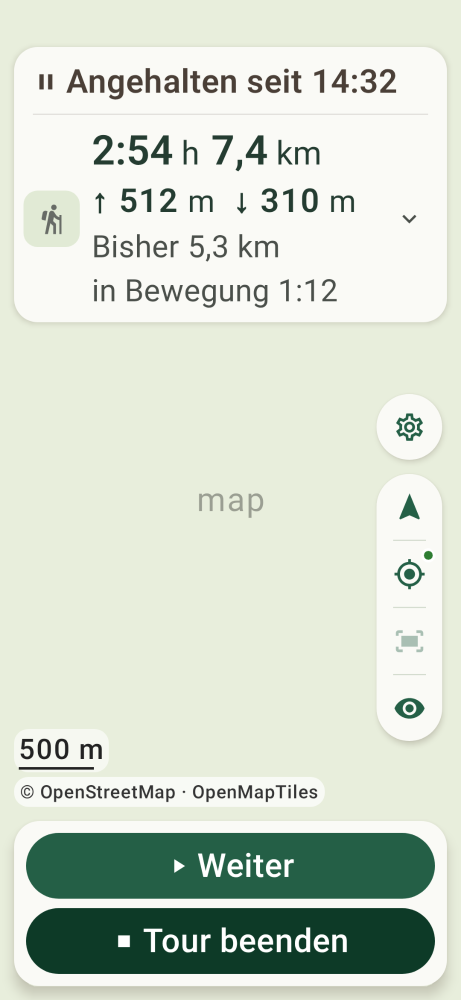 Angehalten seit 14:32
2:54 h 7,4 km
↑ 512 m ↓ 310 m
Bisher 5,3 km
in Bewegung 1:12
map
500 m
© OpenStreetMap · OpenMapTiles
Weiter
Tour beenden